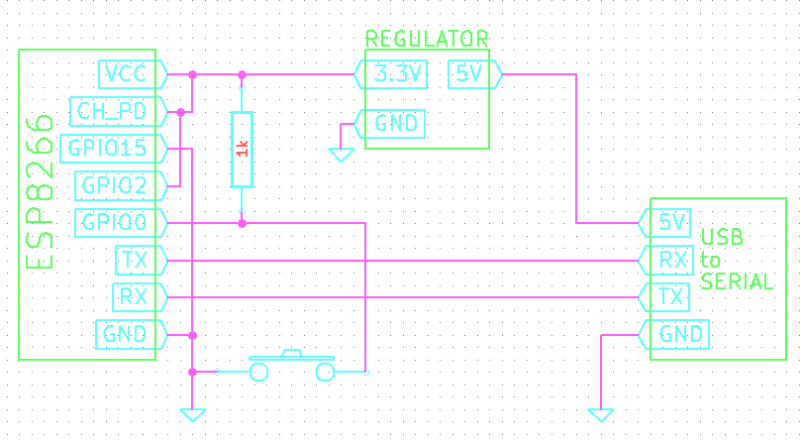 REGULATOR
VCC
3.3V
5V
CH_PD
GND
GPIO15
1k
ESP8266
GPIO2
GPIO0
5V
USB
to
SERIAL
TX
RX
RX
TX
GND
GND